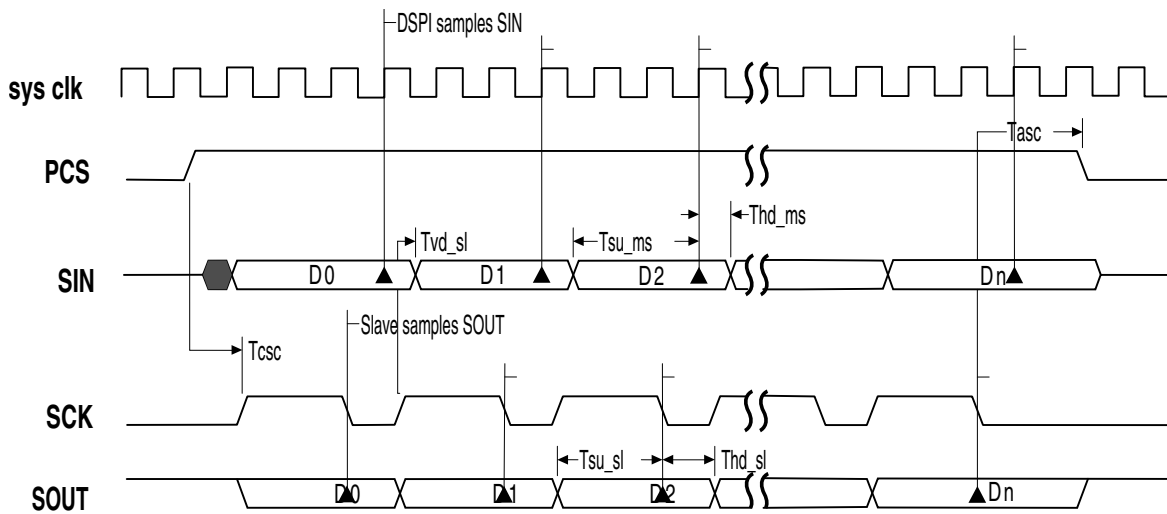 DSPI samples SIN
sys clk
Tasc
PCS
Thd_ms
Tvd_sl
Tsu_ms
SIN
D0
D1
D2
Dn
Slave samples SOUT
Tcsc
SCK
Tsu_sl
Thd_sl
SOUT
D0
D1
D2
Dn